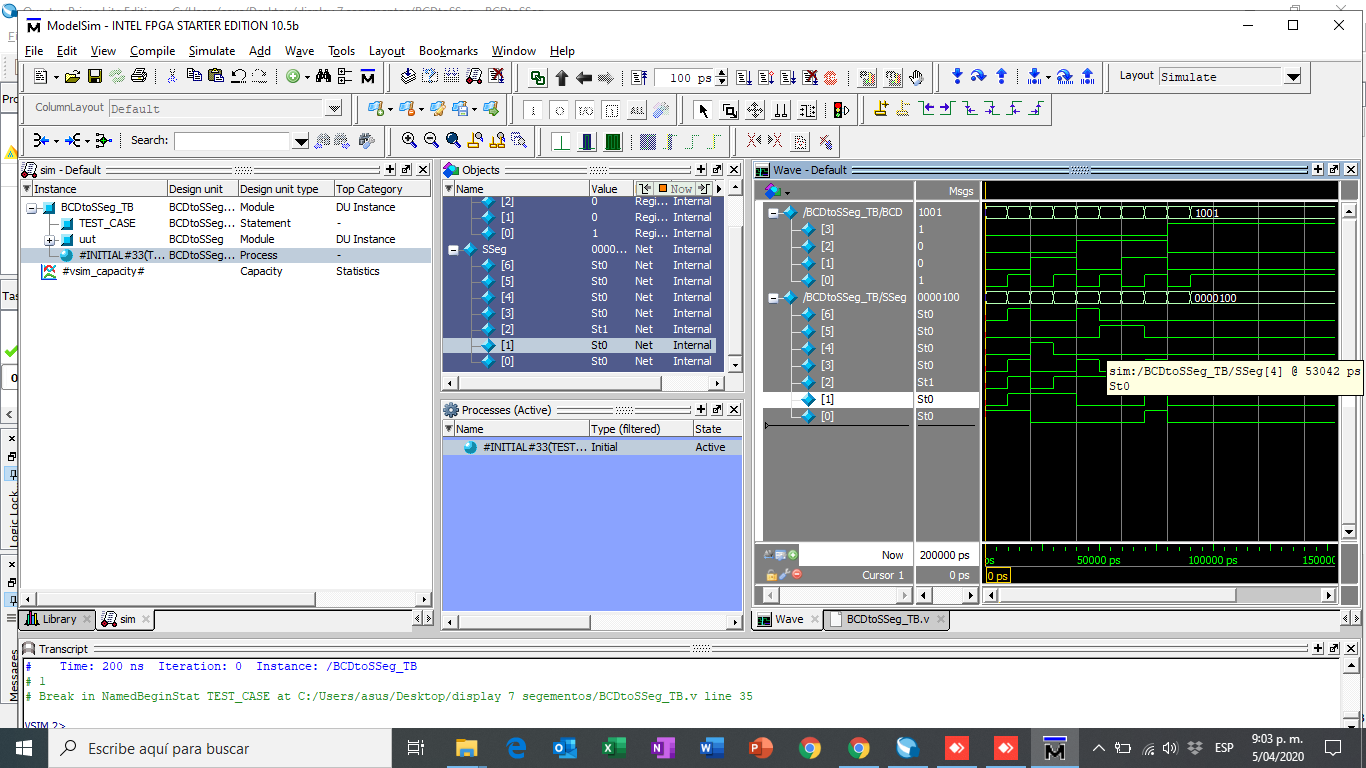 ModelSim - INTEL FPGA STARTER EDITION 10.5b
File Edit View Compile Simulate Add Wave Tools Layout Bookmarks Window Help
100 ps
Layout Simulate
ColumnLayout Default
Search:
sim - Default
Instance Design unit Design unit type Top Category
BCDtoSSeg_TB BCDtoSSeg... Module DU Instance
TEST_CASE BCDtoSSeg... Statement -
uut BCDtoSSeg Module DU Instance
#INITIAL#33(T... BCDtoSSeg... Process -
#vsim_capacity# Capacity Statistics
Library sim
Objects
Name Value Now
[2] 0 Regi... Internal
[1] 0 Regi... Internal
[0] 1 Regi... Internal
SSeg 0000... Net Internal
[6] St0 Net Internal
[5] St0 Net Internal
[4] St0 Net Internal
[3] St0 Net Internal
[2] St1 Net Internal
[1] St0 Net Internal
[0] St0 Net Internal
Processes (Active)
Name Type (filtered) State
#INITIAL#33(TEST... Initial Active
Wave - Default
Msgs
/BCDtoSSeg_TB/BCD 1001 1001
[3] 1
[2] 0
[1] 0
[0] 1
/BCDtoSSeg_TB/SSeg 0000100 0000100
[6] St0
[5] St0
[4] St0
[3] St0
[2] St1
[1] St0
[0] St0
sim:/BCDtoSSeg_TB/SSeg[4] @ 53042 ps
St0
Now 200000 ps ps 50000 ps 100000 ps 150000
Cursor 1 0 ps 0 ps
Wave BCDtoSSeg_TB.v
Transcript
# Time: 200 ns Iteration: 0 Instance: /BCDtoSSeg_TB
# 1
# Break in NamedBeginStat TEST_CASE at C:/Users/asus/Desktop/display 7 segementos/BCDtoSSeg_TB.v line 35
VSIM 2>
Logic Lock
Messages
Escribe aquí para buscar
ESP
9:03 p. m.
5/04/2020